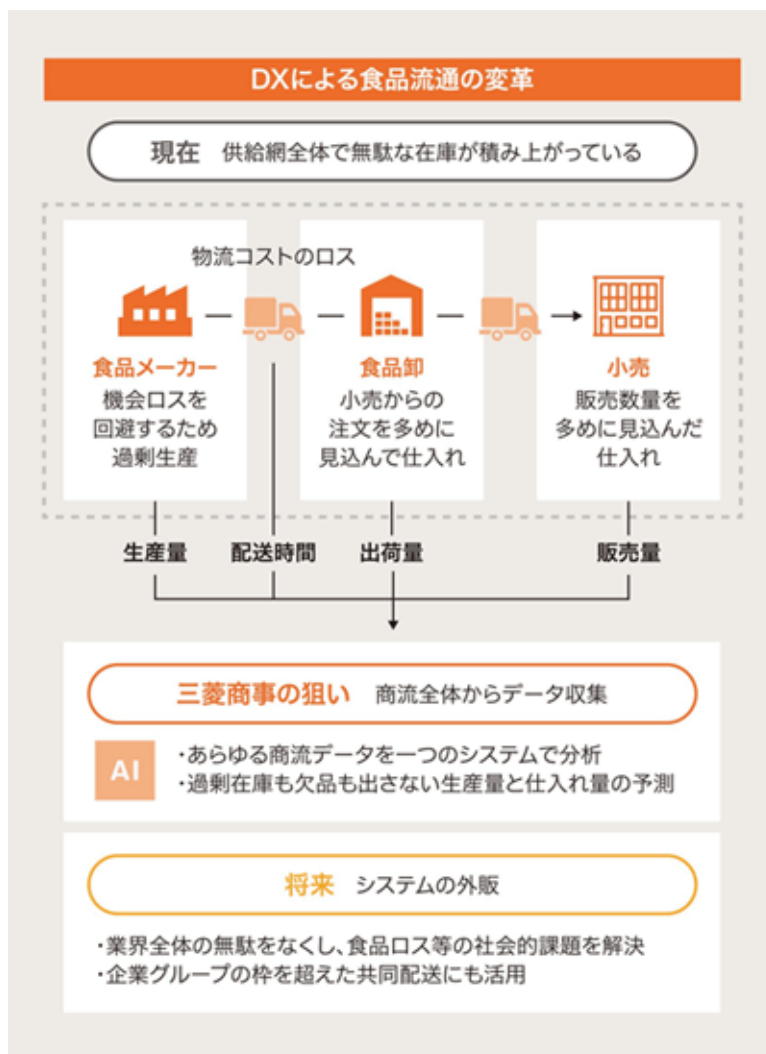 DXによる食品流通の変革
現在 供給網全体で無駄な在庫が積み上がっている
物流コストのロス
食品メーカー
機会ロスを
回避するため
過剰生産
食品卸
小売からの
注文を多めに
見込んで仕入れ
小売
販売数量を
多めに見込んだ
仕入れ
生産量 配送時間 出荷量 販売量
三菱商事の狙い 商流全体からデータ収集
AI
・あらゆる商流データを一つのシステムで分析
・過剰在庫も欠品も出さない生産量と仕入れ量の予測
将来 システムの外販
・業界全体の無駄をなくし、食品ロス等の社会的課題を解決
・企業グループの枠を超えた共同配送にも活用